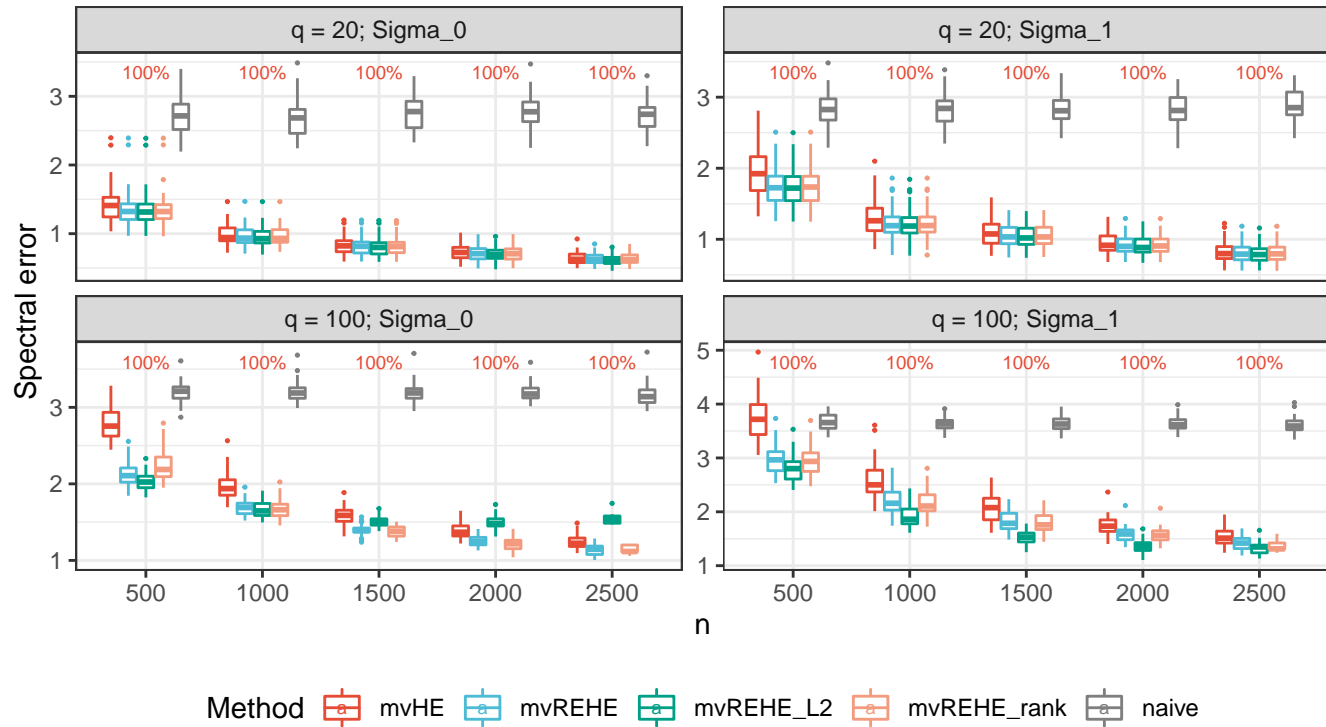 q = 20; Sigma_0
q = 20; Sigma_1
100% 100% 100% 100% 100%
100% 100% 100% 100% 100%
3
2
1
3
2
1
Spectral error
q = 100; Sigma_0
q = 100; Sigma_1
100% 100% 100% 100% 100%
100% 100% 100% 100% 100%
3
2
1
5
4
3
2
1
500 1000 1500 2000 2500
500 1000 1500 2000 2500
n
Method a mvHE a mvREHE a mvREHE_L2 a mvREHE_rank a naive